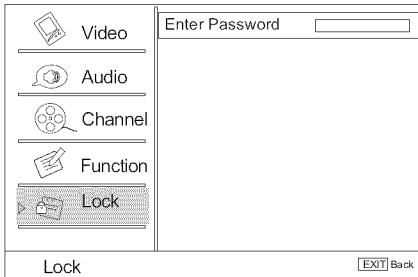 Video
Audio
Channel
Function
Lock
Enter Password
Lock
EXIT Back